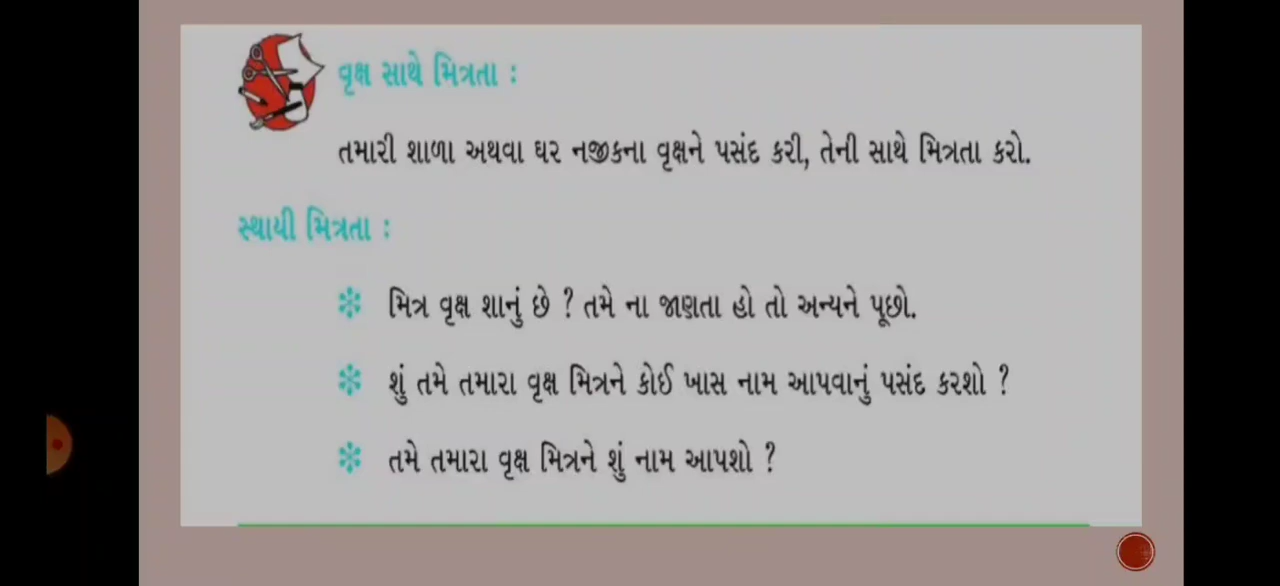 વૃક્ષ સાથે મિત્રતા :
તમારી શાળા અથવા ઘર નજીકના વૃક્ષને પસંદ કરી, તેની સાથે મિત્રતા કરો.
સ્થાયી મિત્રતા :
મિત્ર વૃક્ષ શાનું છે ? તમે ના જાણતા હો તો અન્યને પૂછો.
શું તમે તમારા વૃક્ષ મિત્રને કોઈ ખાસ નામ આપવાનું પસંદ કરશો ?
તમે તમારા વૃક્ષ મિત્રને શું નામ આપશો ?